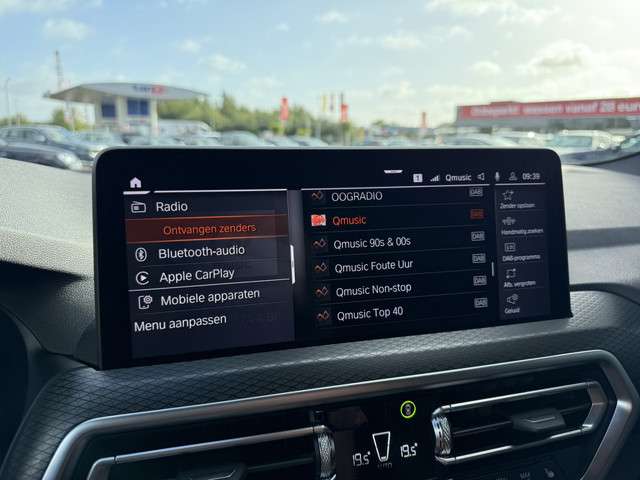 1 Qmusic 09:39
Radio
Ontvangen zenders
Bluetooth-audio
Apple CarPlay
Mobiele apparaten
Menu aanpassen
OOGRADIO DAB
Qmusic DAB
Qmusic 90s & 00s DAB
Qmusic Foute Uur DAB
Qmusic Non-stop DAB
Qmusic Top 40 DAB
Zender opslaan
Handmatig zoeken
DAB-programma
Afb. vergroten
Geluid
19.5 AUTO 19.5